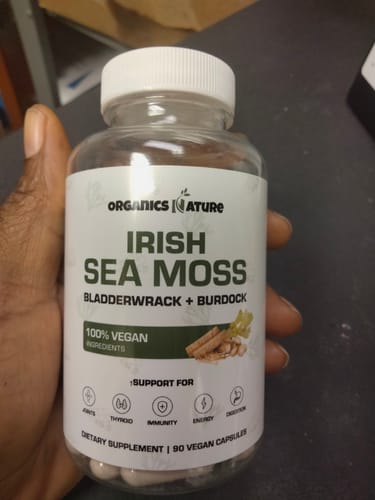 ORGANICS NATURE
IRISH
SEA MOSS
BLADDERWRACK + BURDOCK
100% VEGAN
INGREDIENTS
↑SUPPORT FOR
JOINTS THYROID IMMUNITY ENERGY DIGESTION
DIETARY SUPPLEMENT | 90 VEGAN CAPSULES